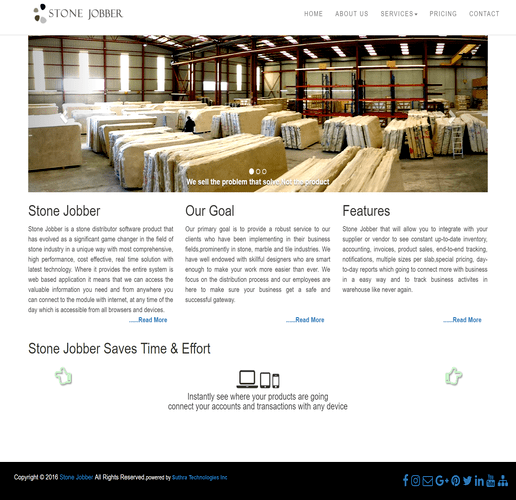 STONE JOBBER
HOME ABOUT US SERVICES PRICING CONTACT
We sell the problem that solve Not the product
Stone Jobber
Stone Jobber is a stone distributor software product that
has evolved as a significant game changer in the field of
stone industry in a unique way with most comprehensive,
high performance, cost effective, real time solution with
latest technology. Where it provides the entire system is
web based application it means that we can access the
valuable information you need and from anywhere you
can connect to the module with internet, at any time of the
day which is accessible from all browsers and devices.
......Read More
Our Goal
Our primary goal is to provide a robust service to our
clients who have been implementing in their business
fields,prominently in stone, marble and tile industries. We
have well endowed with skillful designers who are smart
enough to make your work more easier than ever. We
focus on the distribution process and our employees are
here to make sure your business get a safe and
successful gateway.
......Read More
Features
Stone Jobber that will allow you to integrate with your
supplier or vendor to see constant up-to-date inventory,
accounting, invoices, product sales, end-to-end tracking,
notifications, multiple sizes per slab,special pricing, day-
to-day reports which going to connect more with business
in a easy way and to track business activites in
warehouse like never again.
......Read More
Stone Jobber Saves Time & Effort
Instantly see where your products are going
connect your accounts and transactions with any device
Copyright © 2016 Stone Jobber All Rights Reserved.powered by Suthra Technologies Inc